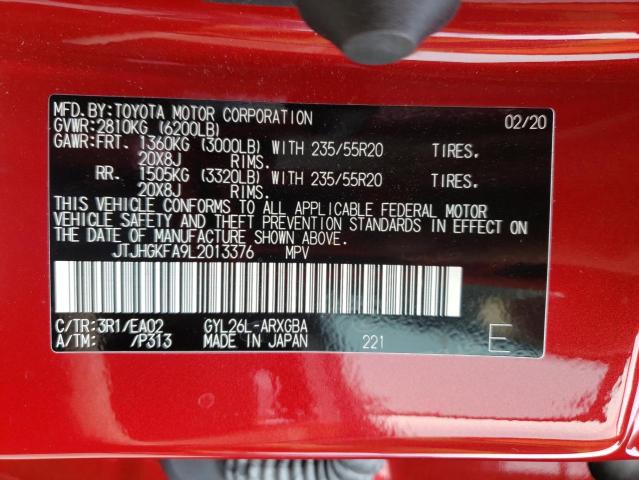 MFD.BY:TOYOTA MOTOR CORPORATION 02/20
GVWR:2810KG (6200LB)
GAWR:FRT. 1360KG (3000LB) WITH 235/55R20 TIRES.
20X8J RIMS.
RR. 1505KG (3320LB) WITH 235/55R20 TIRES.
20X8J RIMS.
THIS VEHICLE CONFORMS TO ALL APPLICABLE FEDERAL MOTOR
VEHICLE SAFETY AND THEFT PREVENTION STANDARDS IN EFFECT ON
THE DATE OF MANUFACTURE SHOWN ABOVE.
JTJHGKFA9L2013376 MPV
C/TR:3R1/EA02 GYL26L-ARXGBA
A/TM: /P313 MADE IN JAPAN 221 E